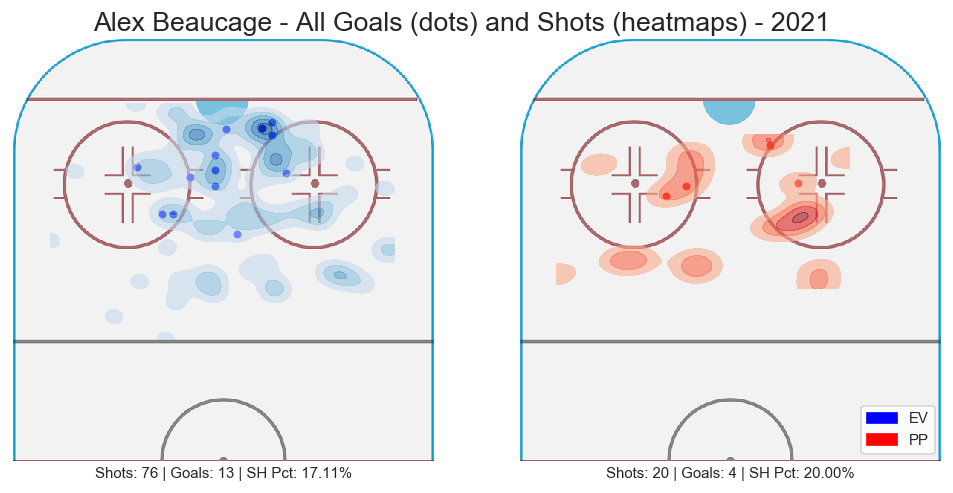 Alex Beaucage - All Goals (dots) and Shots (heatmaps) - 2021
EV
PP
Shots: 76 | Goals: 13 | SH Pct: 17.11%
Shots: 20 | Goals: 4 | SH Pct: 20.00%